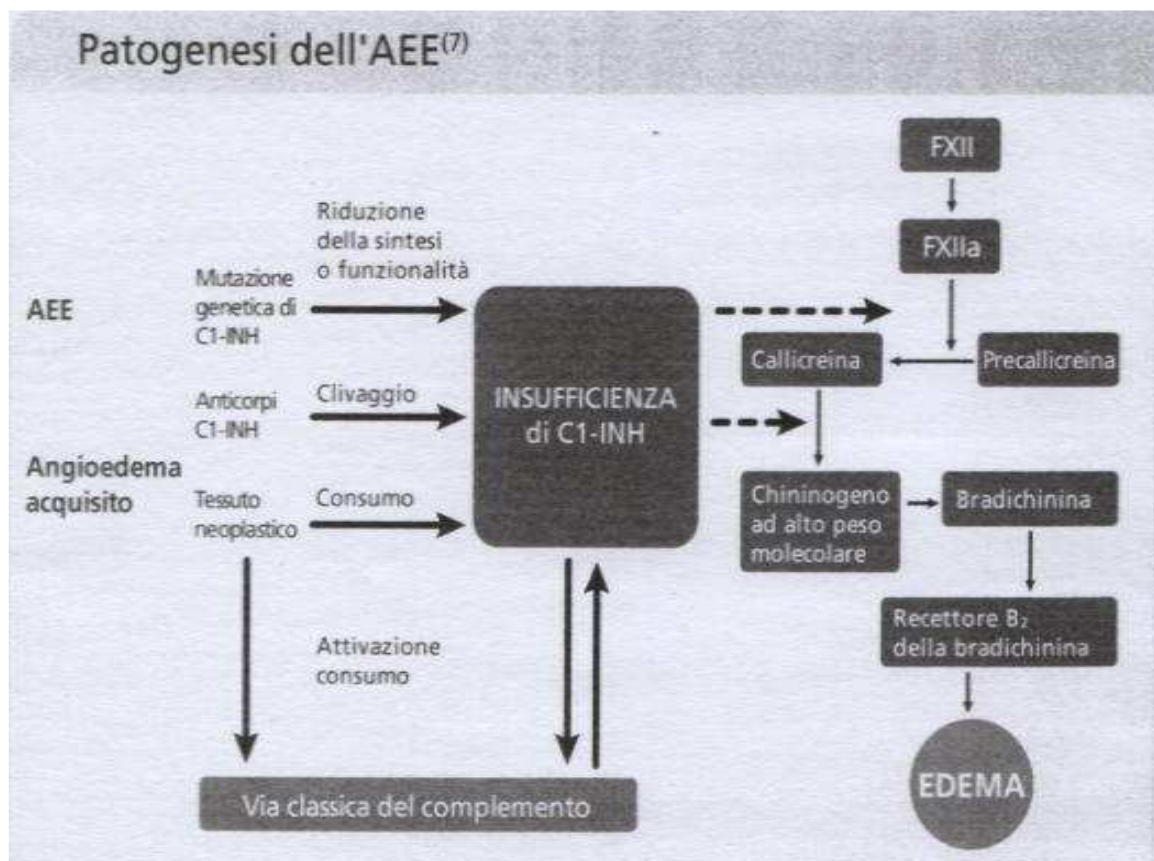 Patogenesi dell'AEE(7)
FXII
FXIIa
Riduzione
della sintesi
o funzionalità
AEE
Mutazione
genetica di
C1-INH
Callicreina
Precallicreina
Anticorpi
C1-INH
Clivaggio
INSUFFICIENZA
di C1-INH
Angioedema
acquisito
Tessuto
neoplastico
Consumo
Chininogeno
ad alto peso
molecolare
Bradichinina
Recettore B2
della bradichinina
Attivazione
consumo
EDEMA
Via classica del complemento